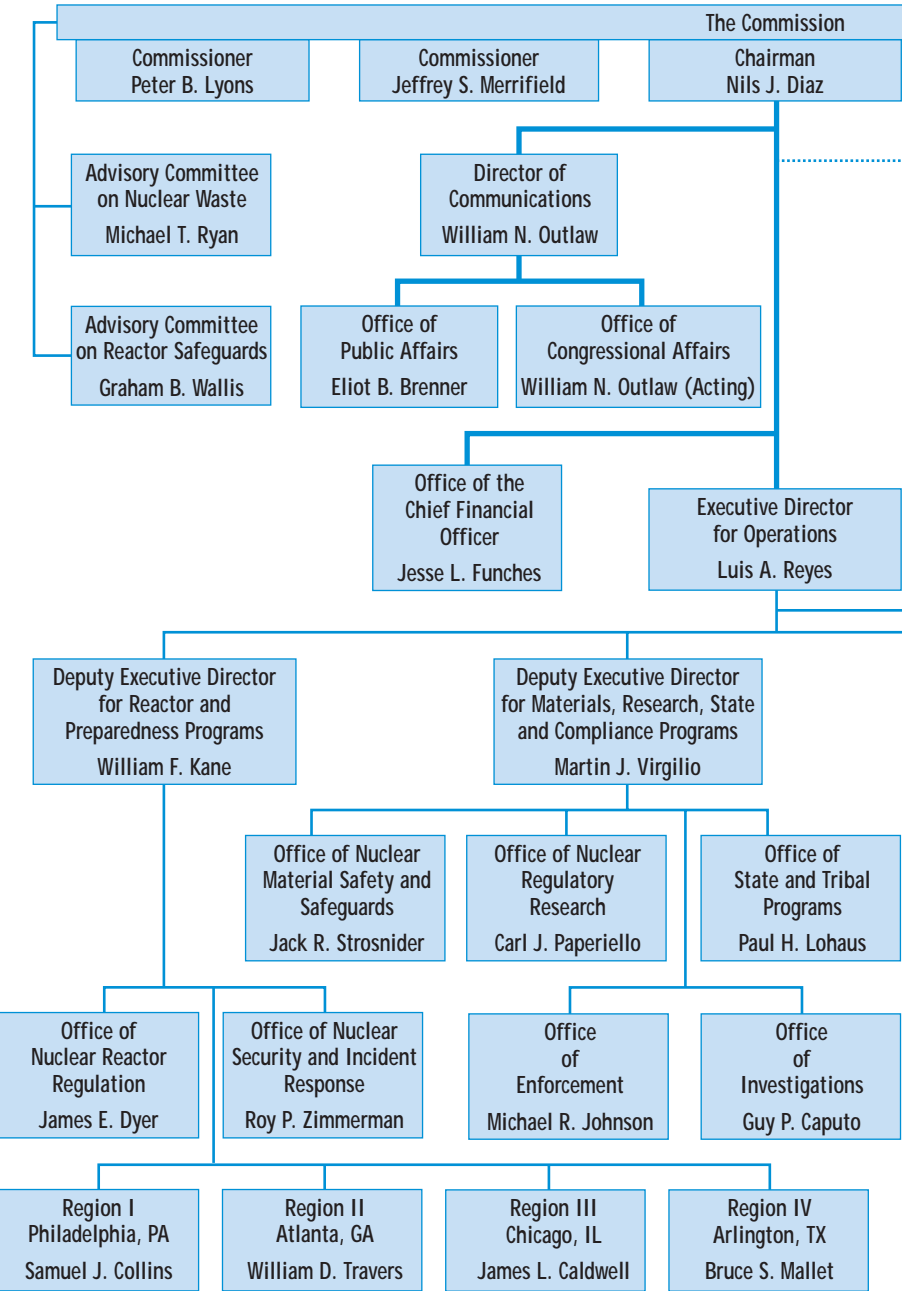 The Commission
Commissioner
Peter B. Lyons
Commissioner
Jeffrey S. Merrifield
Chairman
Nils J. Diaz
Advisory Committee
on Nuclear Waste
Michael T. Ryan
Director of
Communications
William N. Outlaw
Advisory Committee
on Reactor Safeguards
Graham B. Wallis
Office of
Public Affairs
Eliot B. Brenner
Office of
Congressional Affairs
William N. Outlaw (Acting)
Office of the
Chief Financial
Officer
Jesse L. Funches
Executive Director
for Operations
Luis A. Reyes
Deputy Executive Director
for Reactor and
Preparedness Programs
William F. Kane
Deputy Executive Director
for Materials, Research, State
and Compliance Programs
Martin J. Virgilio
Office of Nuclear
Material Safety and
Safeguards
Jack R. Strosnider
Office of Nuclear
Regulatory
Research
Carl J. Paperiello
Office of
State and Tribal
Programs
Paul H. Lohaus
Office of
Nuclear Reactor
Regulation
James E. Dyer
Office of Nuclear
Security and Incident
Response
Roy P. Zimmerman
Office
of
Enforcement
Michael R. Johnson
Office
of
Investigations
Guy P. Caputo
Region I
Philadelphia, PA
Samuel J. Collins
Region II
Atlanta, GA
William D. Travers
Region III
Chicago, IL
James L. Caldwell
Region IV
Arlington, TX
Bruce S. Mallet